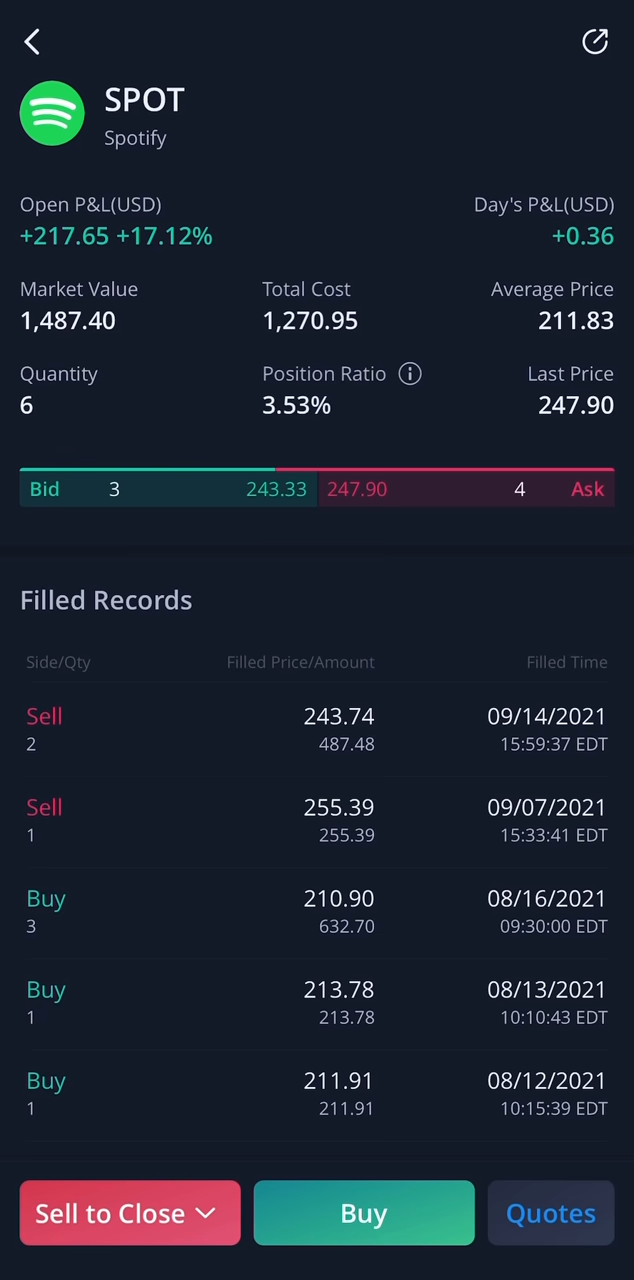 SPOT
Spotify
Open P&L(USD) Day's P&L(USD)
+217.65 +17.12% +0.36
Market Value Total Cost Average Price
1,487.40 1,270.95 211.83
Quantity Position Ratio Last Price
6 3.53% 247.90
Bid 3 243.33 247.90 4 Ask
Filled Records
Side/Qty Filled Price/Amount Filled Time
Sell 243.74 09/14/2021
2 487.48 15:59:37 EDT
Sell 255.39 09/07/2021
1 255.39 15:33:41 EDT
Buy 210.90 08/16/2021
3 632.70 09:30:00 EDT
Buy 213.78 08/13/2021
1 213.78 10:10:43 EDT
Buy 211.91 08/12/2021
1 211.91 10:15:39 EDT
Sell to Close Buy Quotes